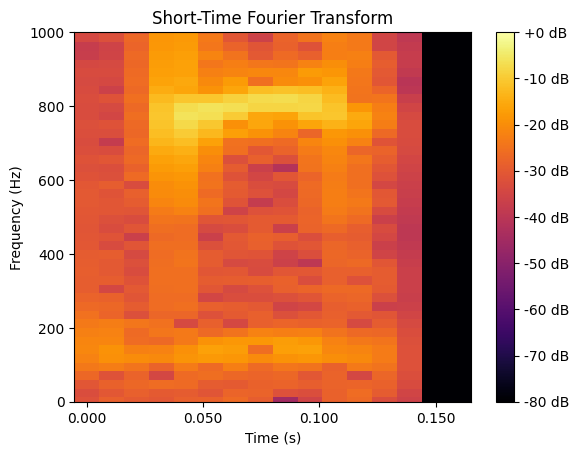 Short-Time Fourier Transform
Frequency (Hz)
1000
800
600
400
200
0
0.000
0.050
0.100
0.150
Time (s)
+0 dB
-10 dB
-20 dB
-30 dB
-40 dB
-50 dB
-60 dB
-70 dB
-80 dB